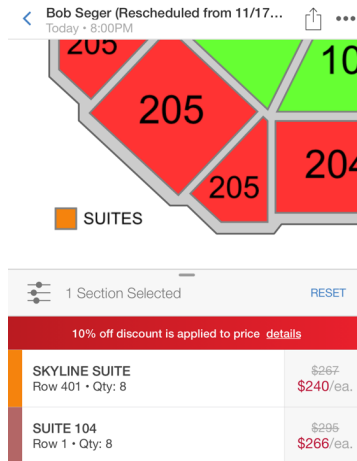 Bob Seger (Rescheduled from 11/17...
Today • 8:00PM
205
10
205
204
205
SUITES
1 Section Selected
RESET
10% off discount is applied to price details
SKYLINE SUITE
$267
Row 401 • Qty: 8
$240/ea.
SUITE 104
$295
Row 1 • Qty: 8
$266/ea.